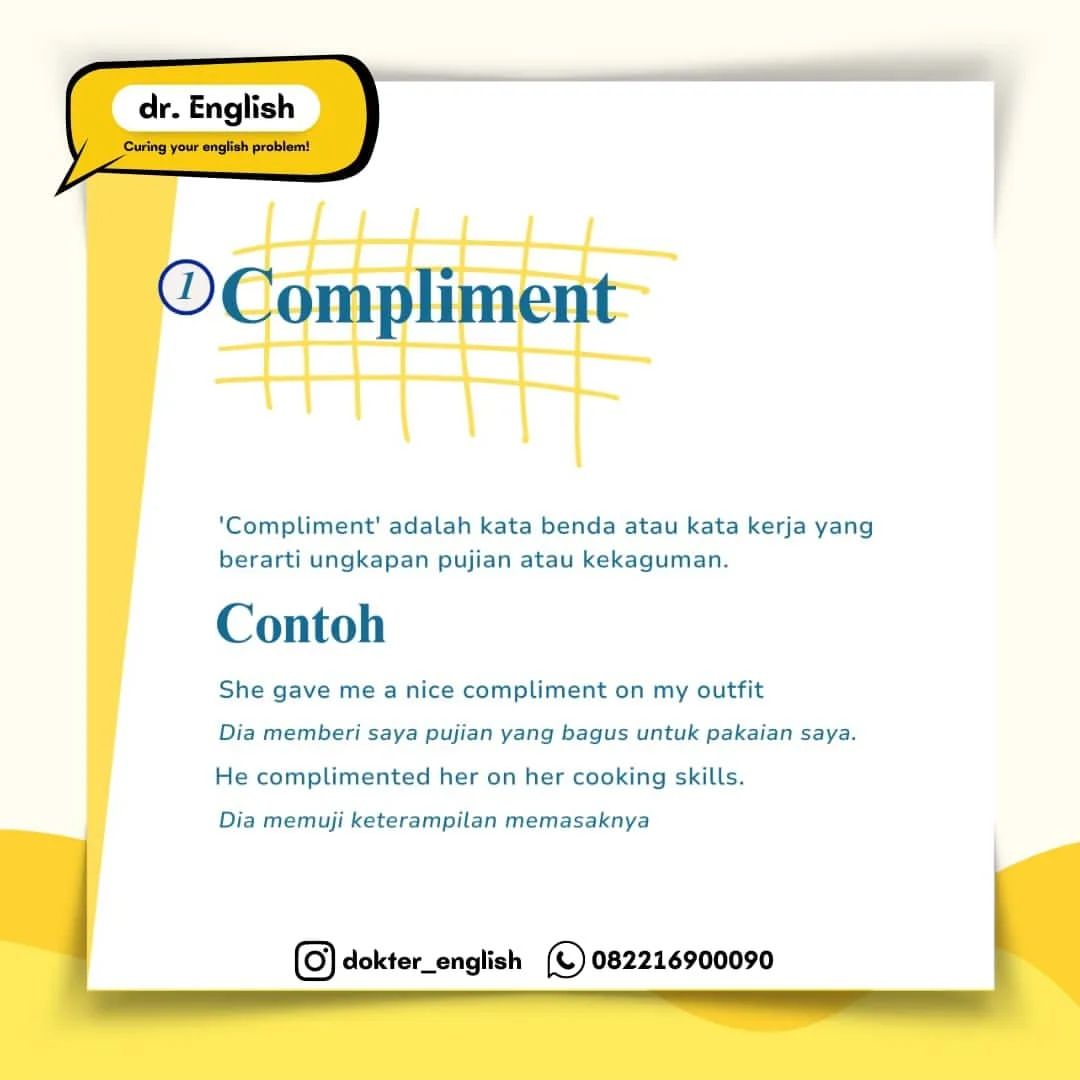 dr. English
Curing your english problem!
1
Compliment
'Compliment' adalah kata benda atau kata kerja yang
berarti ungkapan pujian atau kekaguman.
Contoh
She gave me a nice compliment on my outfit
Dia memberi saya pujian yang bagus untuk pakaian saya.
He complimented her on her cooking skills.
Dia memuji keterampilan memasaknya
dokter_english 082216900090